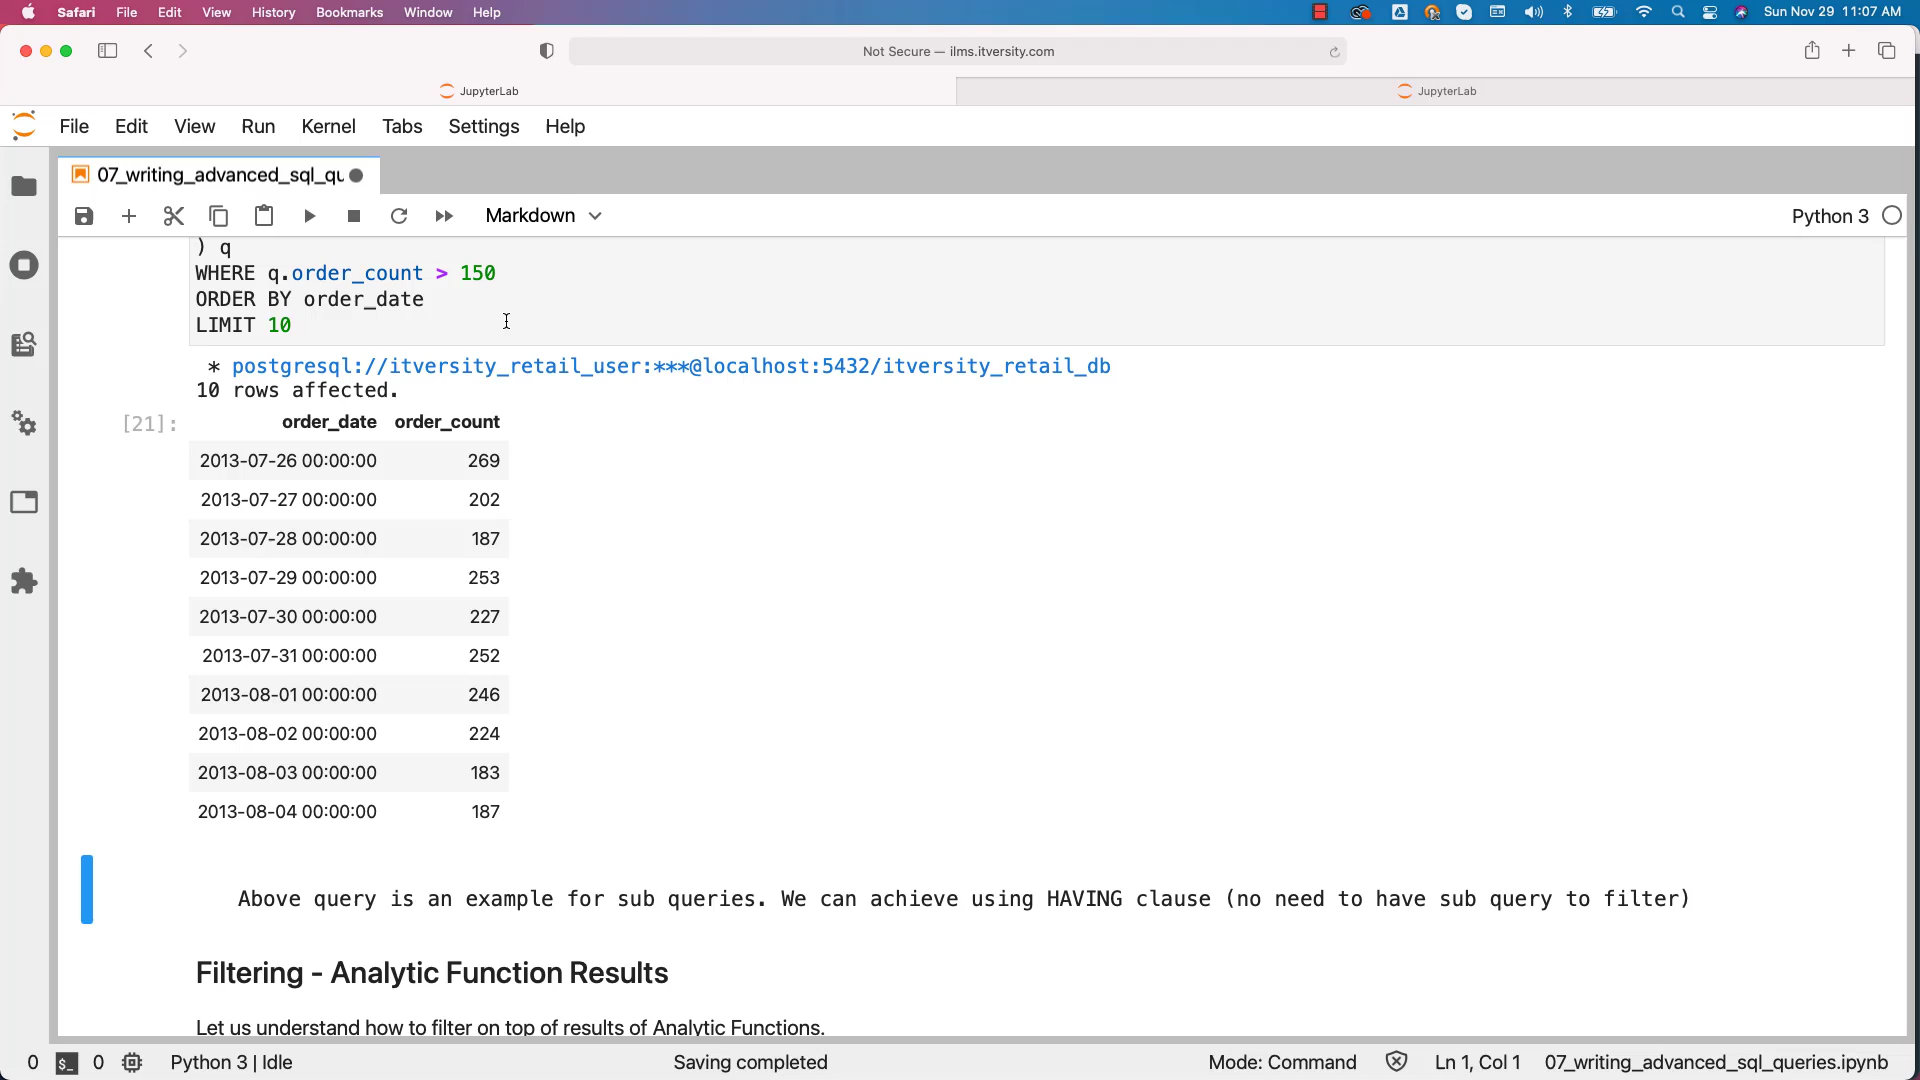 Safari File Edit View History Bookmarks Window Help Sun Nov 29 11:07 AM
Not Secure — ilms.itversity.com
JupyterLab JupyterLab
File Edit View Run Kernel Tabs Settings Help
07_writing_advanced_sql_qu
Markdown Python 3
) q
WHERE q.order_count > 150
ORDER BY order_date
LIMIT 10
* postgresql://itversity_retail_user:***@localhost:5432/itversity_retail_db
10 rows affected.
[21]: order_date order_count
2013-07-26 00:00:00 269
2013-07-27 00:00:00 202
2013-07-28 00:00:00 187
2013-07-29 00:00:00 253
2013-07-30 00:00:00 227
2013-07-31 00:00:00 252
2013-08-01 00:00:00 246
2013-08-02 00:00:00 224
2013-08-03 00:00:00 183
2013-08-04 00:00:00 187
Above query is an example for sub queries. We can achieve using HAVING clause (no need to have sub query to filter)
Filtering - Analytic Function Results
Let us understand how to filter on top of results of Analytic Functions.
0 $_ 0 Python 3 | Idle Saving completed Mode: Command Ln 1, Col 1 07_writing_advanced_sql_queries.ipynb